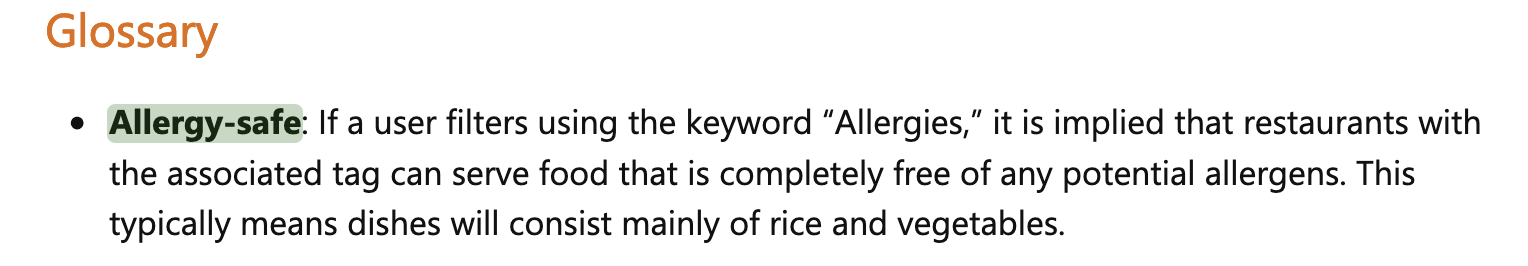 Glossary
• Allergy-safe: If a user filters using the keyword “Allergies,” it is implied that restaurants with
the associated tag can serve food that is completely free of any potential allergens. This
typically means dishes will consist mainly of rice and vegetables.